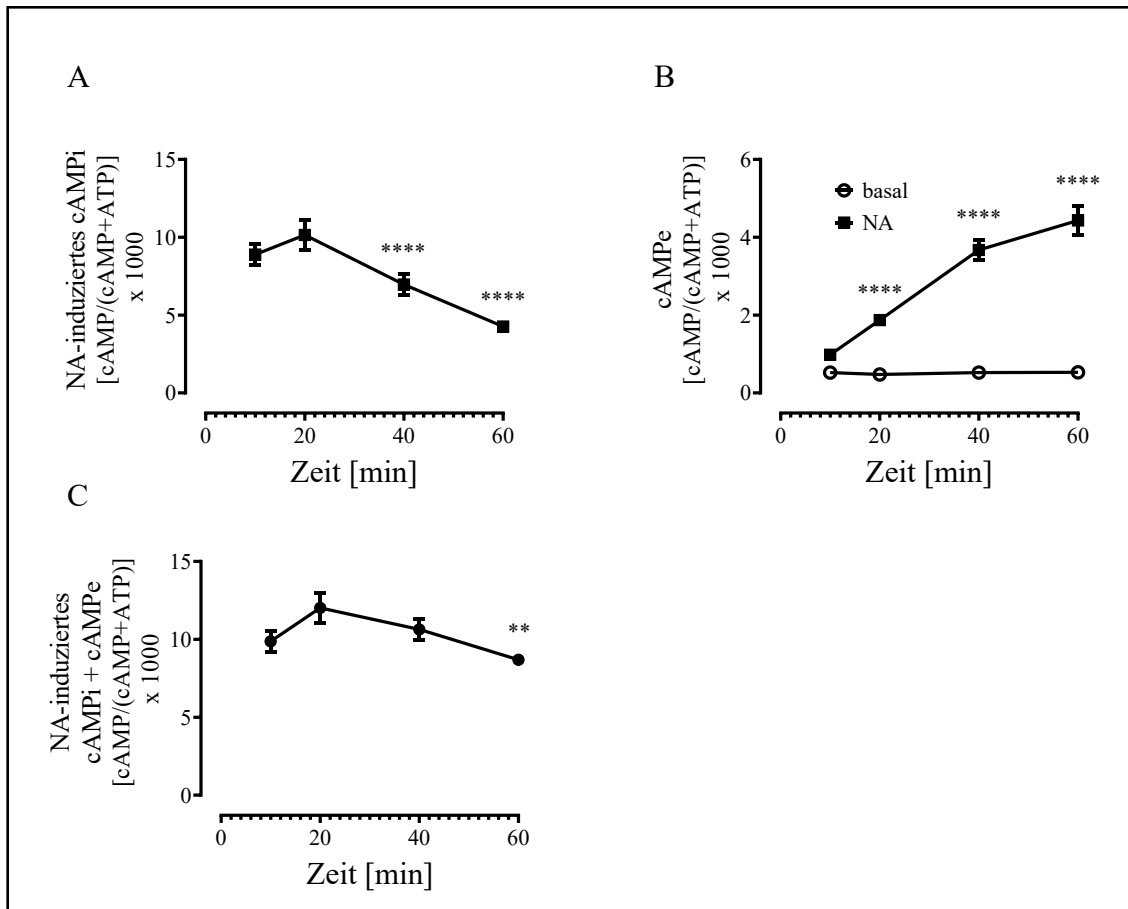 A
NA-induziertes cAMPi
[cAMP/(cAMP+ATP)]
x 1000
15
10
5
0
****
****
0
20
40
60
Zeit [min]
B
cAMPe
[cAMP/(cAMP+ATP)]
x 1000
6
4
2
0
basal
NA
****
****
****
0
20
40
60
Zeit [min]
C
NA-induziertes
cAMPi + cAMPe
[cAMP/(cAMP+ATP)]
x 1000
15
10
5
0
**
0
20
40
60
Zeit [min]